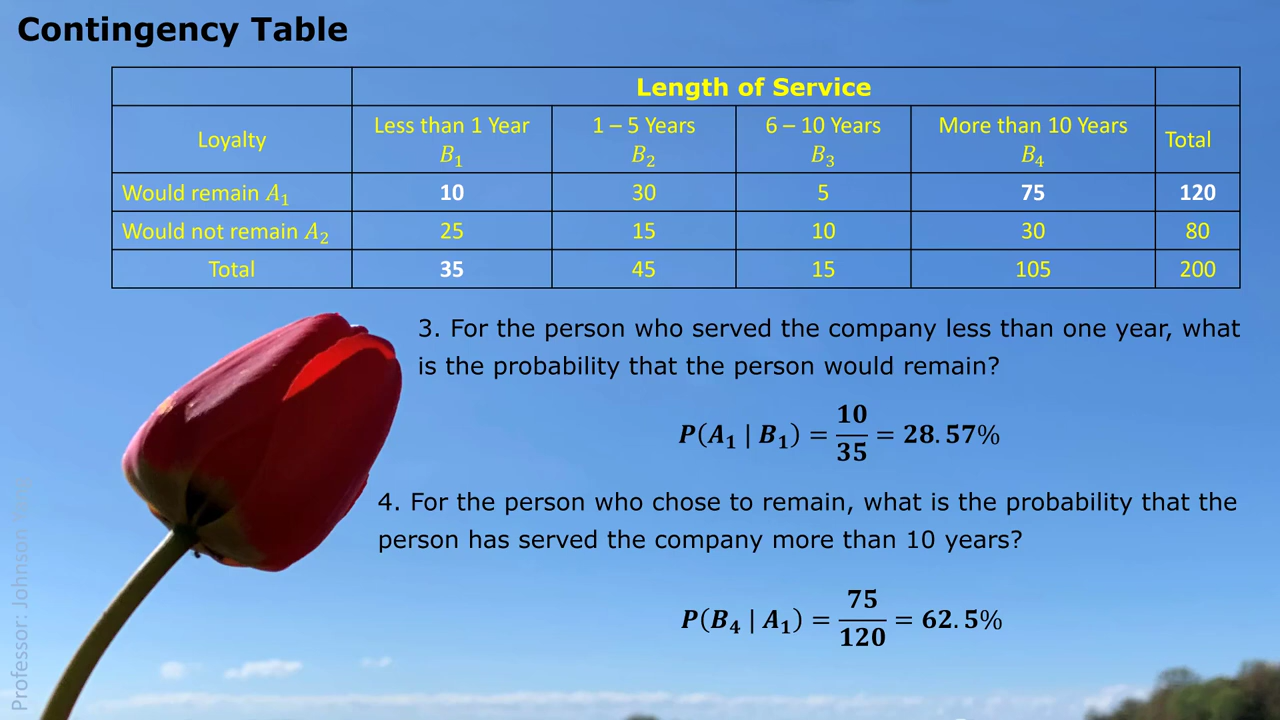 Contingency Table
Length of Service
Loyalty Less than 1 Year B₁ 1 – 5 Years B₂ 6 – 10 Years B₃ More than 10 Years B₄ Total
Would remain A₁ 10 30 5 75 120
Would not remain A₂ 25 15 10 30 80
Total 35 45 15 105 200
3. For the person who served the company less than one year, what
is the probability that the person would remain?
P(A₁ | B₁) = 10/35 = 28.57%
4. For the person who chose to remain, what is the probability that the
person has served the company more than 10 years?
P(B₄ | A₁) = 75/120 = 62.5%
Professor: Johnson